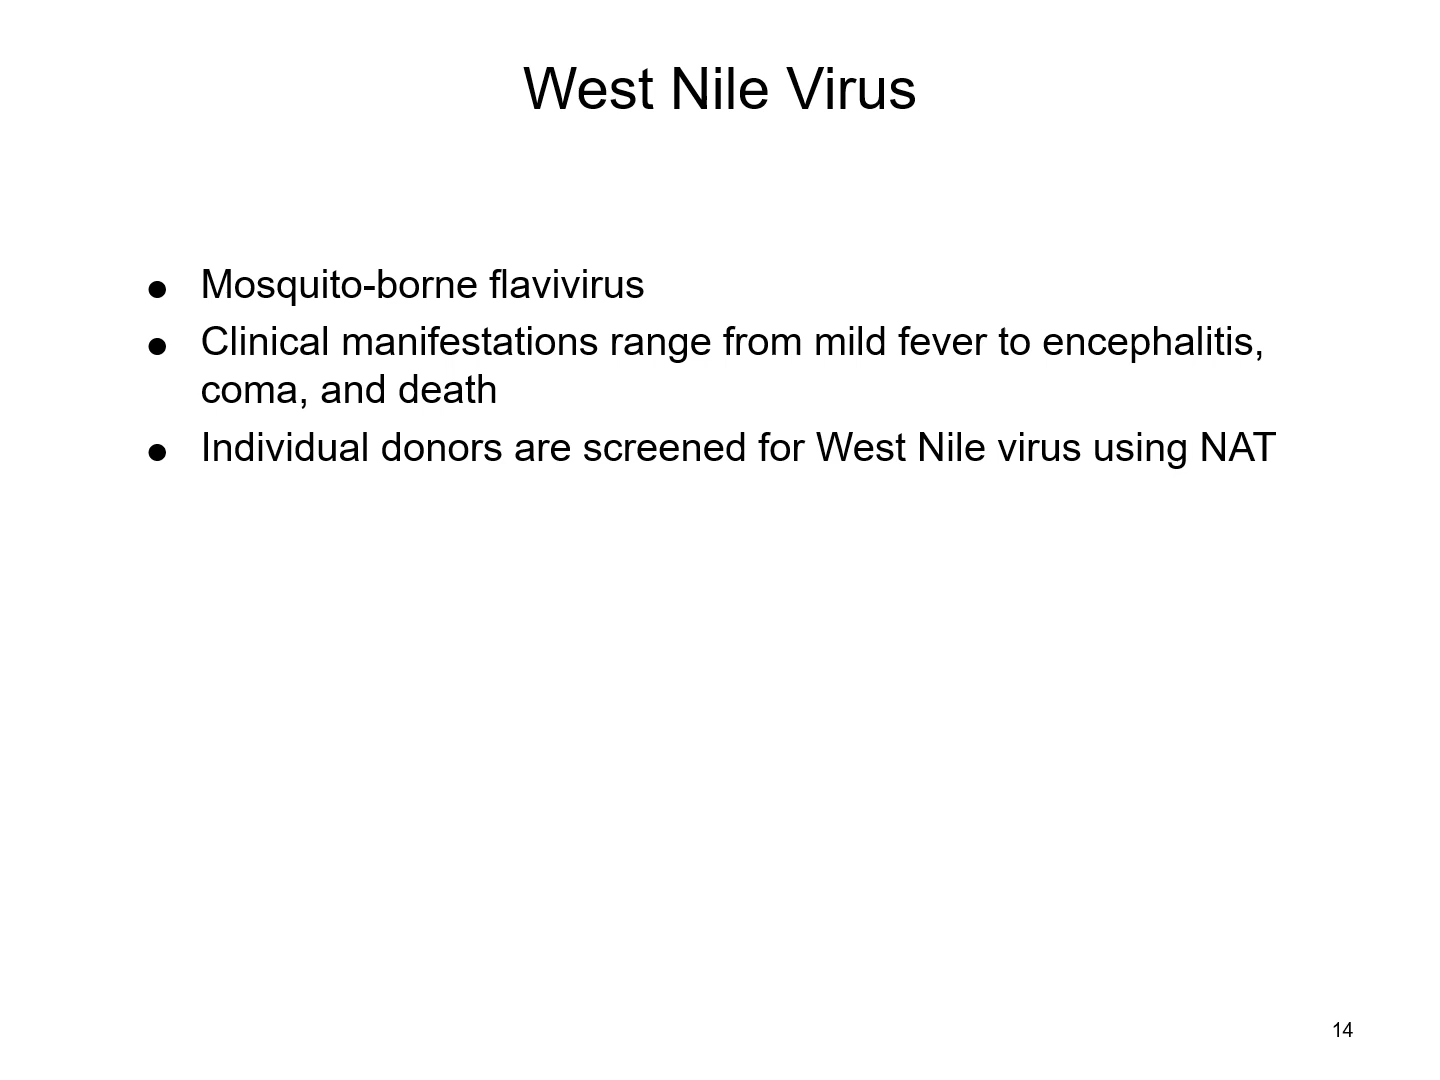 West Nile Virus
● Mosquito-borne flavivirus
● Clinical manifestations range from mild fever to encephalitis,
coma, and death
● Individual donors are screened for West Nile virus using NAT
14